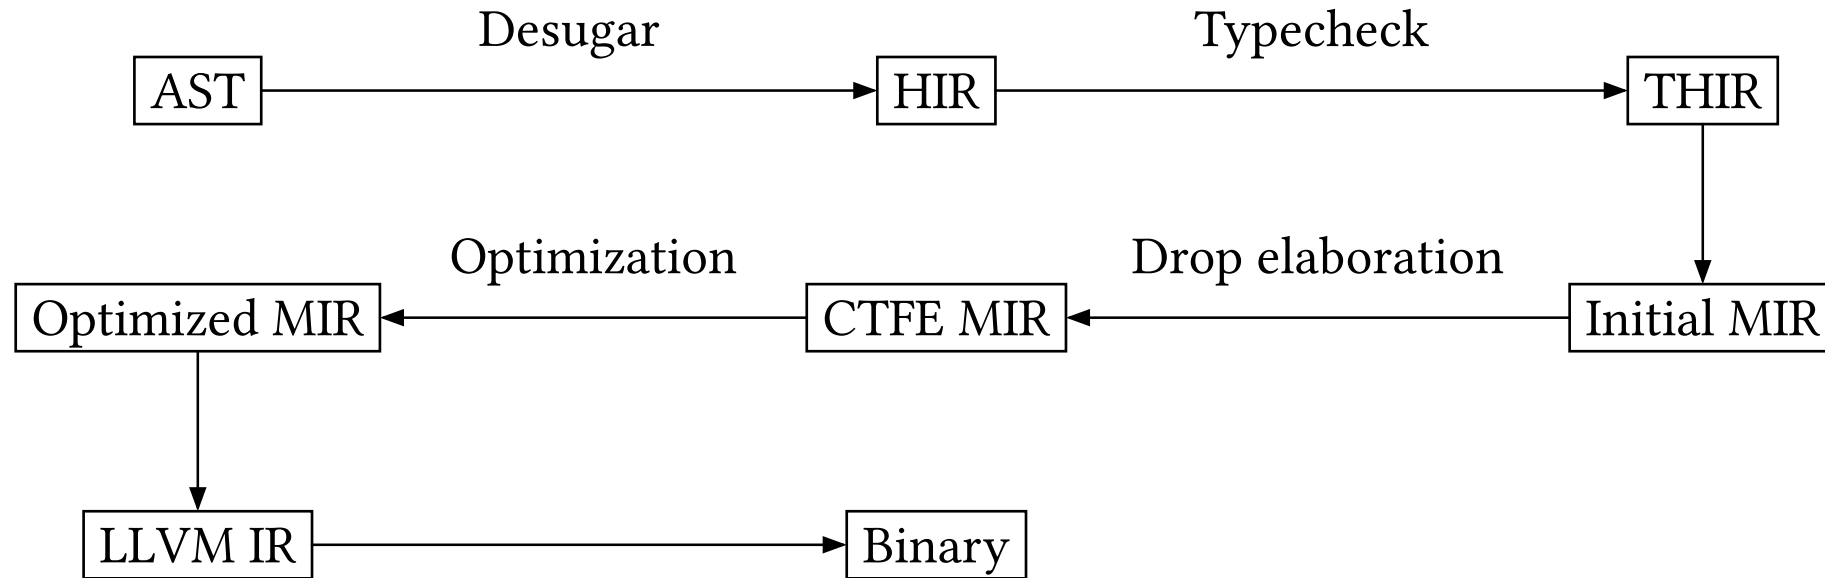 Desugar
Typecheck
AST
HIR
THIR
Optimization
Drop elaboration
Optimized MIR
CTFE MIR
Initial MIR
LLVM IR
Binary